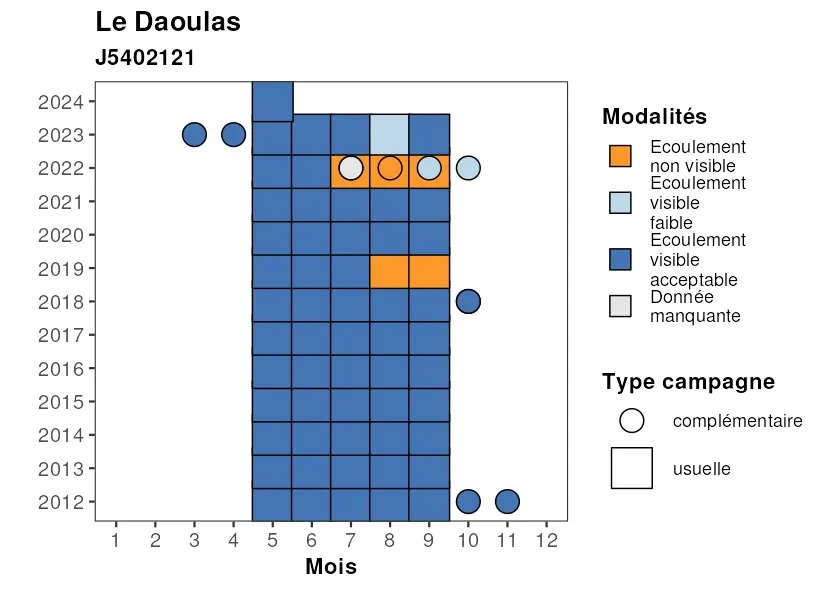 Le Daoulas
J5402121
2024
2023
2022
2021
2020
2019
2018
2017
2016
2015
2014
2013
2012
1 2 3 4 5 6 7 8 9 10 11 12
Mois
Modalités
Ecoulement
non visible
Ecoulement
visible
faible
Ecoulement
visible
acceptable
Donnée
manquante
Type campagne
complémentaire
usuelle